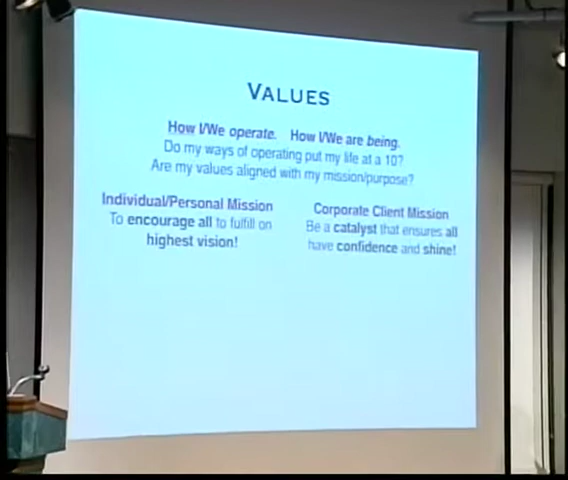 VALUES
How I/We operate. How I/We are being.
Do my ways of operating put my life at a 10?
Are my values aligned with my mission/purpose?
Individual/Personal Mission
To encourage all to fulfill on
highest vision!
Corporate Client Mission
Be a catalyst that ensures all
have confidence and shine!